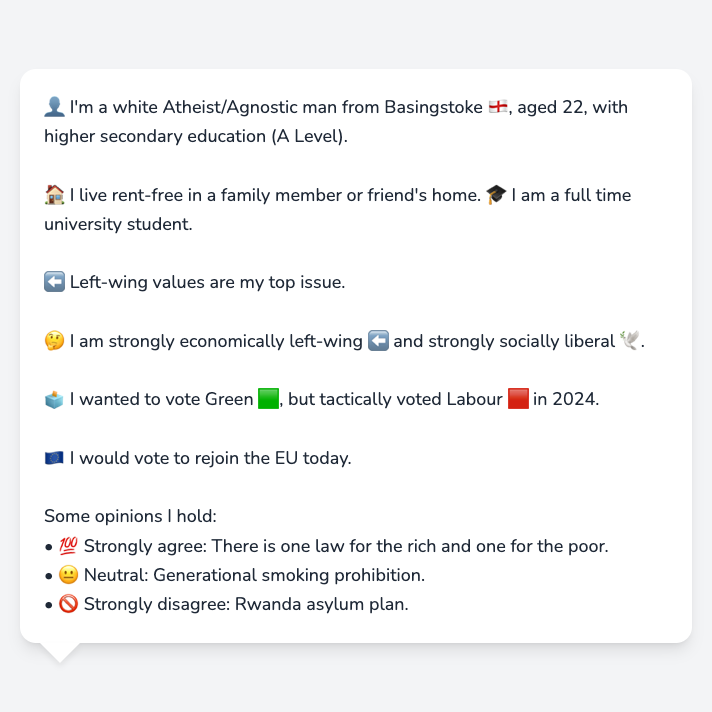 👤 I'm a white Atheist/Agnostic man from Basingstoke 🏴󠁧󠁢󠁥󠁮󠁧󠁿, aged 22, with
higher secondary education (A Level).
🏠 I live rent-free in a family member or friend's home. 🎓 I am a full time
university student.
⬅️ Left-wing values are my top issue.
🤔 I am strongly economically left-wing ⬅️ and strongly socially liberal 🕊️.
🗳️ I wanted to vote Green 🟩, but tactically voted Labour 🟥 in 2024.
🇪🇺 I would vote to rejoin the EU today.
Some opinions I hold:
• 💯 Strongly agree: There is one law for the rich and one for the poor.
• 😐 Neutral: Generational smoking prohibition.
• 🚫 Strongly disagree: Rwanda asylum plan.